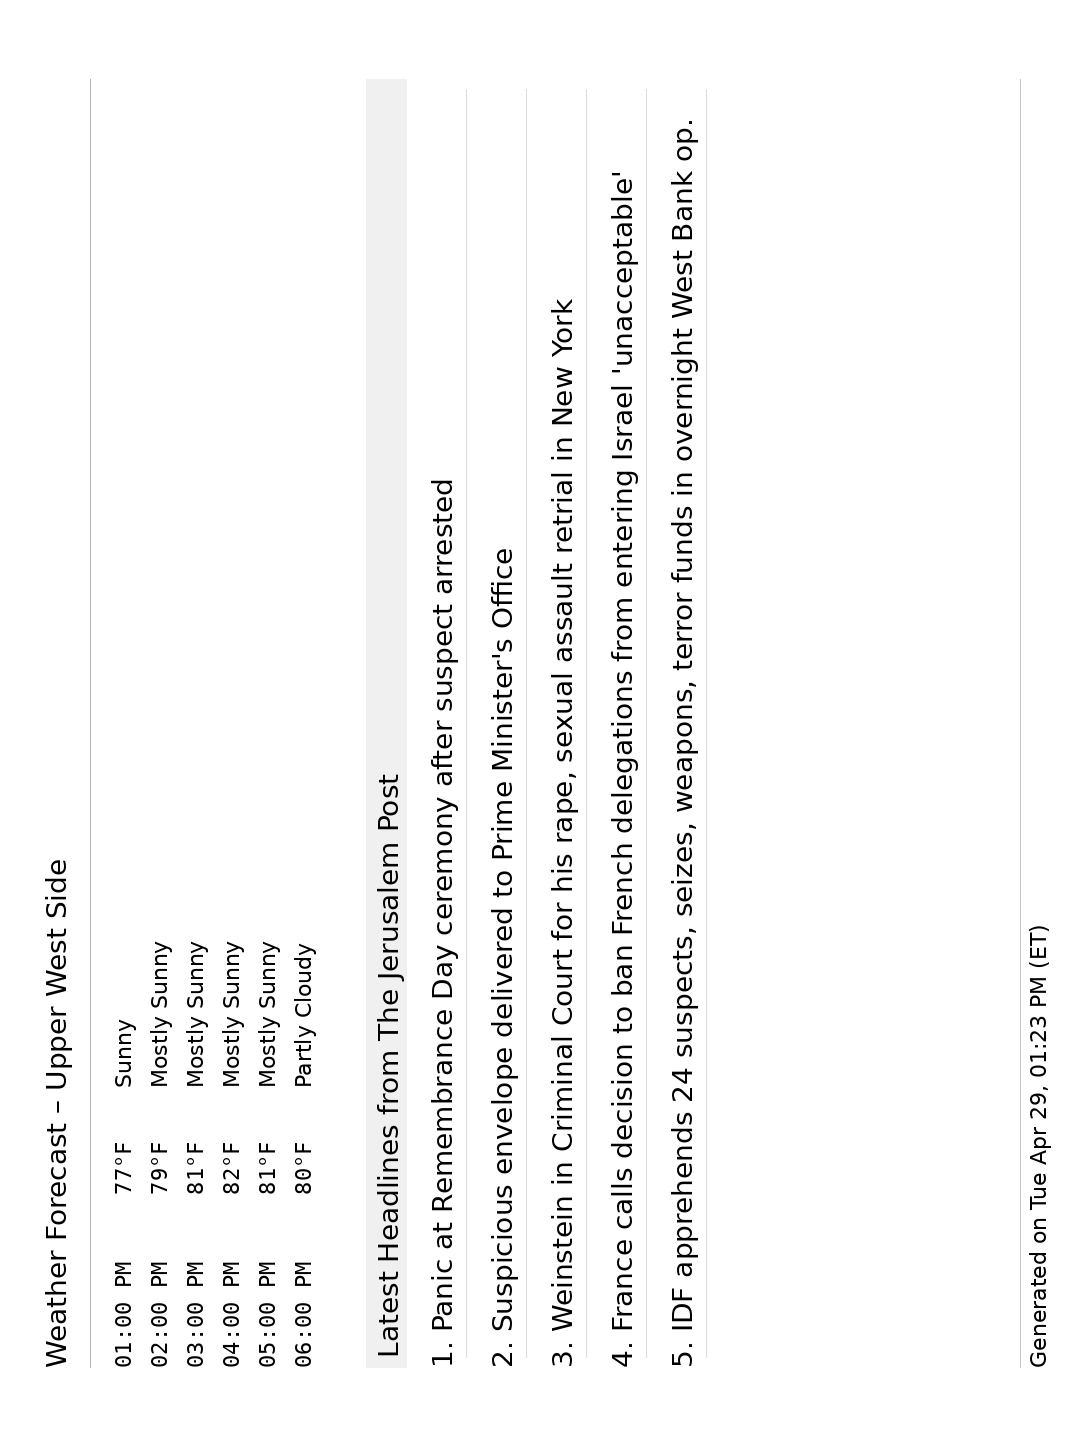 Weather Forecast – Upper West Side
01:00 PM 77°F Sunny
02:00 PM 79°F Mostly Sunny
03:00 PM 81°F Mostly Sunny
04:00 PM 82°F Mostly Sunny
05:00 PM 81°F Mostly Sunny
06:00 PM 80°F Partly Cloudy
Latest Headlines from The Jerusalem Post
1. Panic at Remembrance Day ceremony after suspect arrested
2. Suspicious envelope delivered to Prime Minister's Office
3. Weinstein in Criminal Court for his rape, sexual assault retrial in New York
4. France calls decision to ban French delegations from entering Israel 'unacceptable'
5. IDF apprehends 24 suspects, seizes, weapons, terror funds in overnight West Bank op.
Generated on Tue Apr 29, 01:23 PM (ET)